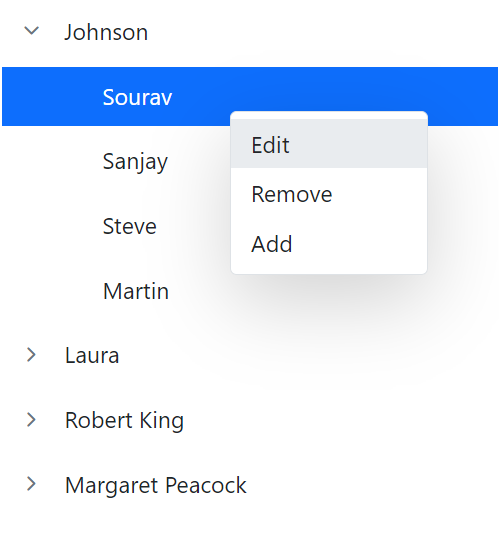 Johnson
Sourav
Edit
Sanjay
Remove
Steve
Add
Martin
Laura
Robert King
Margaret Peacock